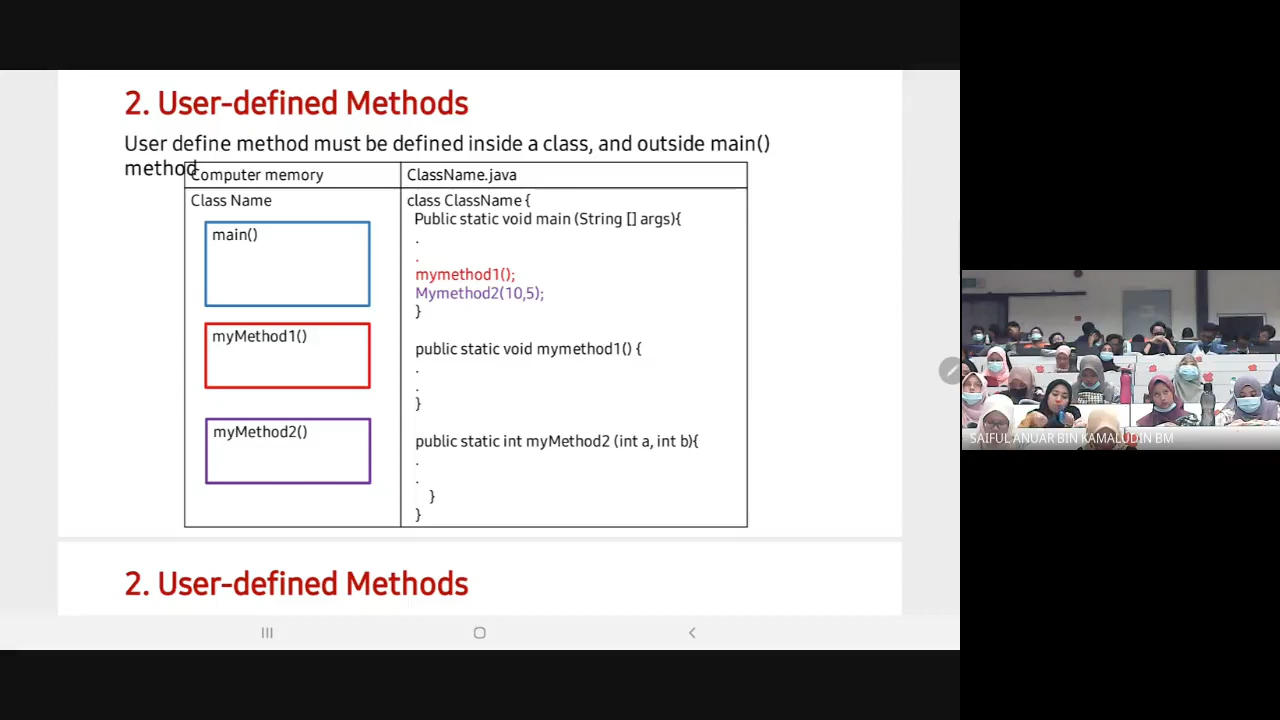 2. User-defined Methods
User define method must be defined inside a class, and outside main()
method
Computer memory
ClassName.java
Class Name
main()
myMethod1()
myMethod2()
class ClassName {
Public static void main (String [] args){
.
.
mymethod1();
Mymethod2(10,5);
}
public static void mymethod1() {
.
.
}
public static int myMethod2 (int a, int b){
.
.
}
}
2. User-defined Methods
SAIFUL ANUAR BIN KAMALUDIN BM